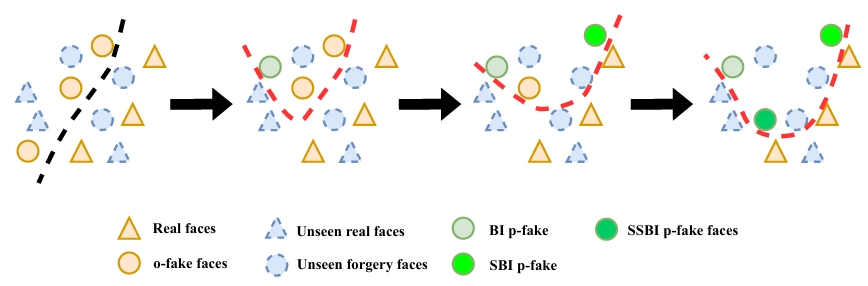 Real faces
Unseen real faces
BI p-fake
SSBI p-fake faces
o-fake faces
Unseen forgery faces
SBI p-fake